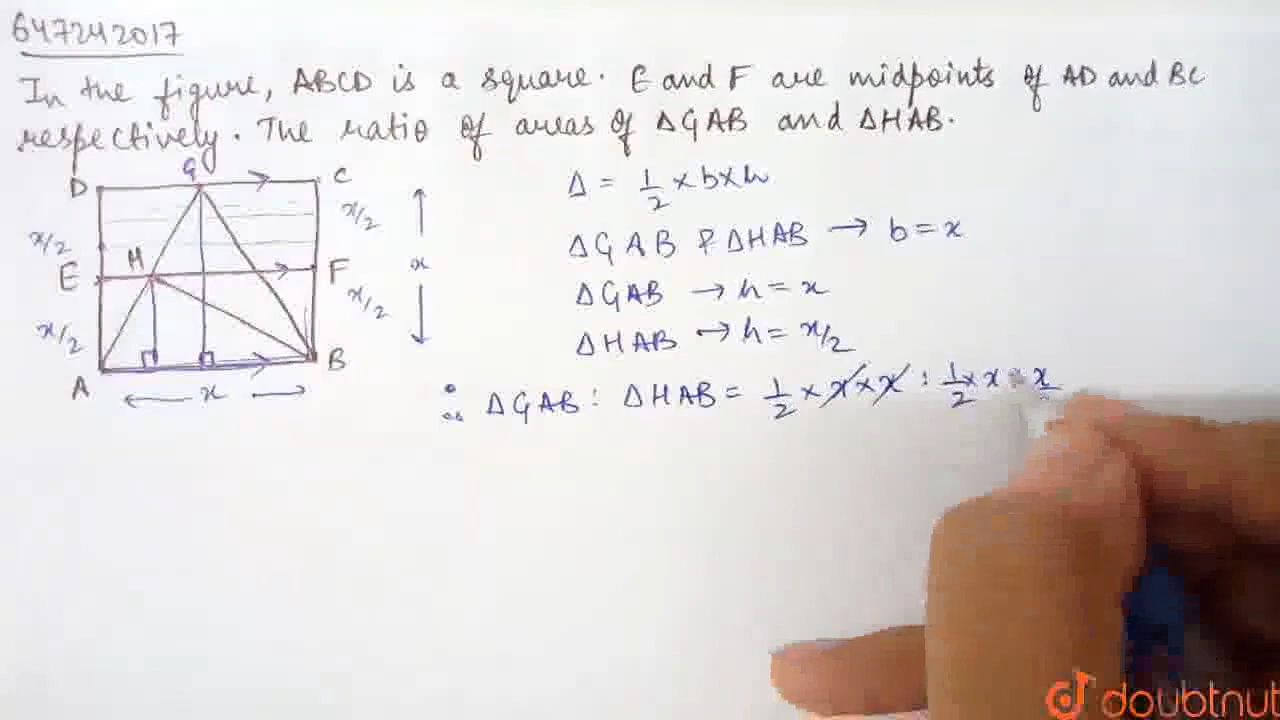 647242017
In the figure, ABCD is a square. E and F are midpoints of AD and BC
respectively. The ratio of areas of ΔGAB and ΔHAB.
D G C
x/2 x/2
E H F
x/2 x/2
A B
x
x
Δ = 1/2 × b × h
ΔGAB & ΔHAB → b = x
ΔGAB → h = x
ΔHAB → h = x/2
∴ ΔGAB : ΔHAB = 1/2 × x × x : 1/2 × x × x
doubtnut